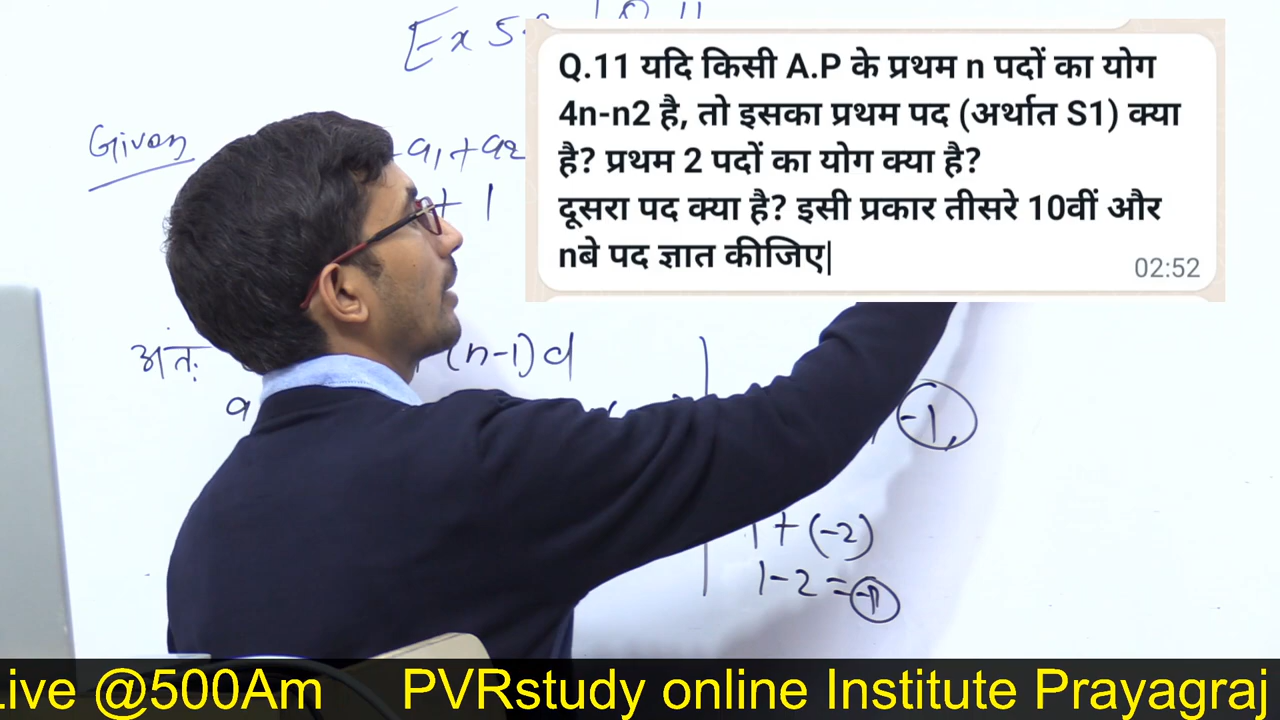 Q.11 यदि किसी A.P के प्रथम n पदों का योग
4n-n2 है, तो इसका प्रथम पद (अर्थात S1) क्या
है? प्रथम 2 पदों का योग क्या है?
दूसरा पद क्या है? इसी प्रकार तीसरे 10वीं और
nबे पद ज्ञात कीजिए|
02:52
Given
a1+a2
+ 1
अतः
(n-1)d
a
-1,
1+(-2)
1-2=-1
Live @500Am PVRstudy online Institute Prayagraj